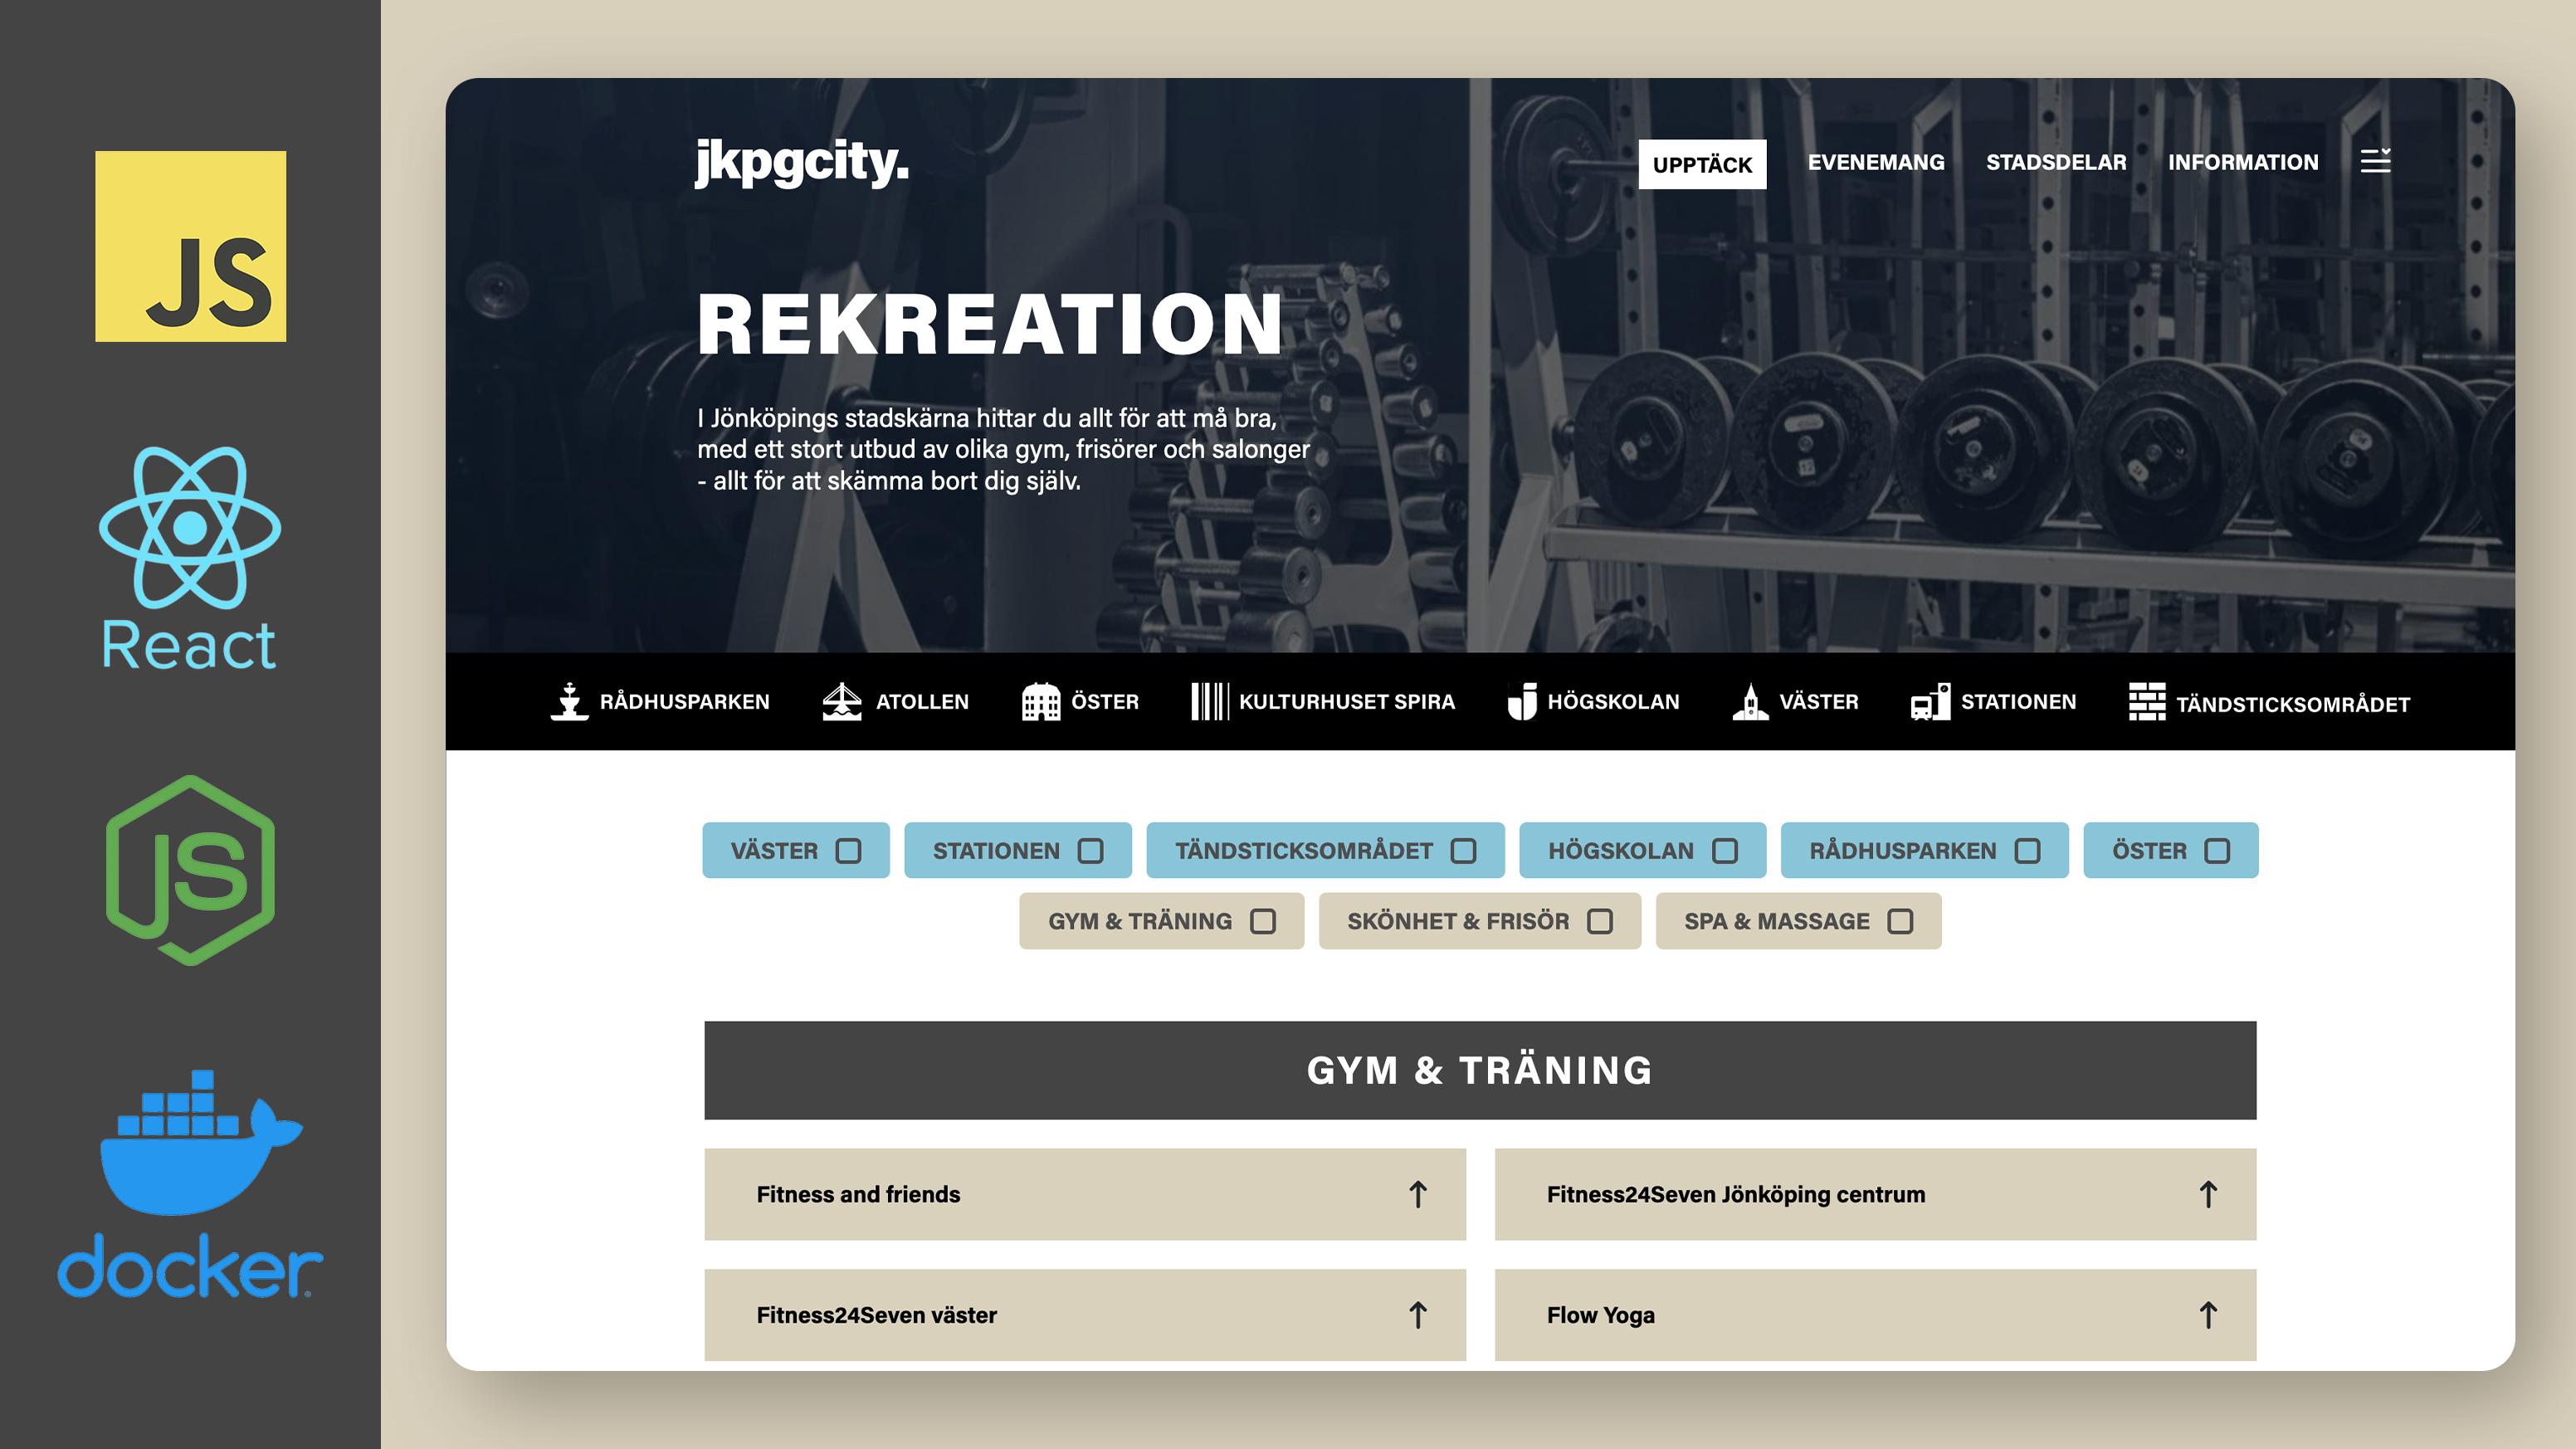 JS
React
JS
docker
jkpgcity.
UPPTÄCK EVENEMANG STADSDELAR INFORMATION
REKREATION
I Jönköpings stadskärna hittar du allt för att må bra,
med ett stort utbud av olika gym, frisörer och salonger
- allt för att skämma bort dig själv.
RÅDHUSPARKEN ATOLLEN ÖSTER KULTURHUSET SPIRA HÖGSKOLAN VÄSTER STATIONEN TÄNDSTICKSOMRÅDET
VÄSTER STATIONEN TÄNDSTICKSOMRÅDET HÖGSKOLAN RÅDHUSPARKEN ÖSTER
GYM & TRÄNING SKÖNHET & FRISÖR SPA & MASSAGE
GYM & TRÄNING
Fitness and friends Fitness24Seven Jönköping centrum
Fitness24Seven väster Flow Yoga